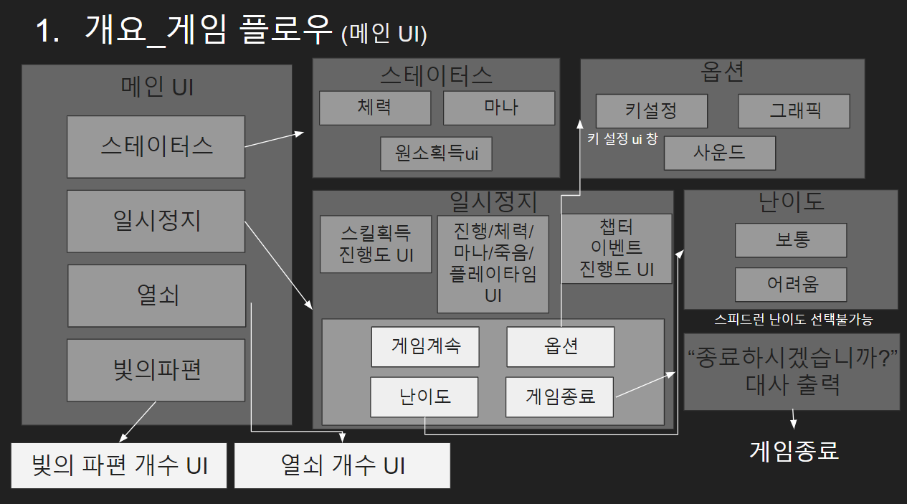 1. 개요_게임 플로우 (메인 UI)
메인 UI
스테이터스
일시정지
열쇠
빛의파편
빛의 파편 개수 UI
열쇠 개수 UI
스테이터스
체력
마나
원소획득ui
옵션
키설정
그래픽
키 설정 ui 창
사운드
일시정지
스킬획득
진행도 UI
진행/체력/
마나/죽음/
플레이타임
UI
챕터
이벤트
진행도 UI
게임계속
옵션
난이도
게임종료
난이도
보통
어려움
스피드런 난이도 선택불가능
“종료하시겠습니까?”
대사 출력
게임종료